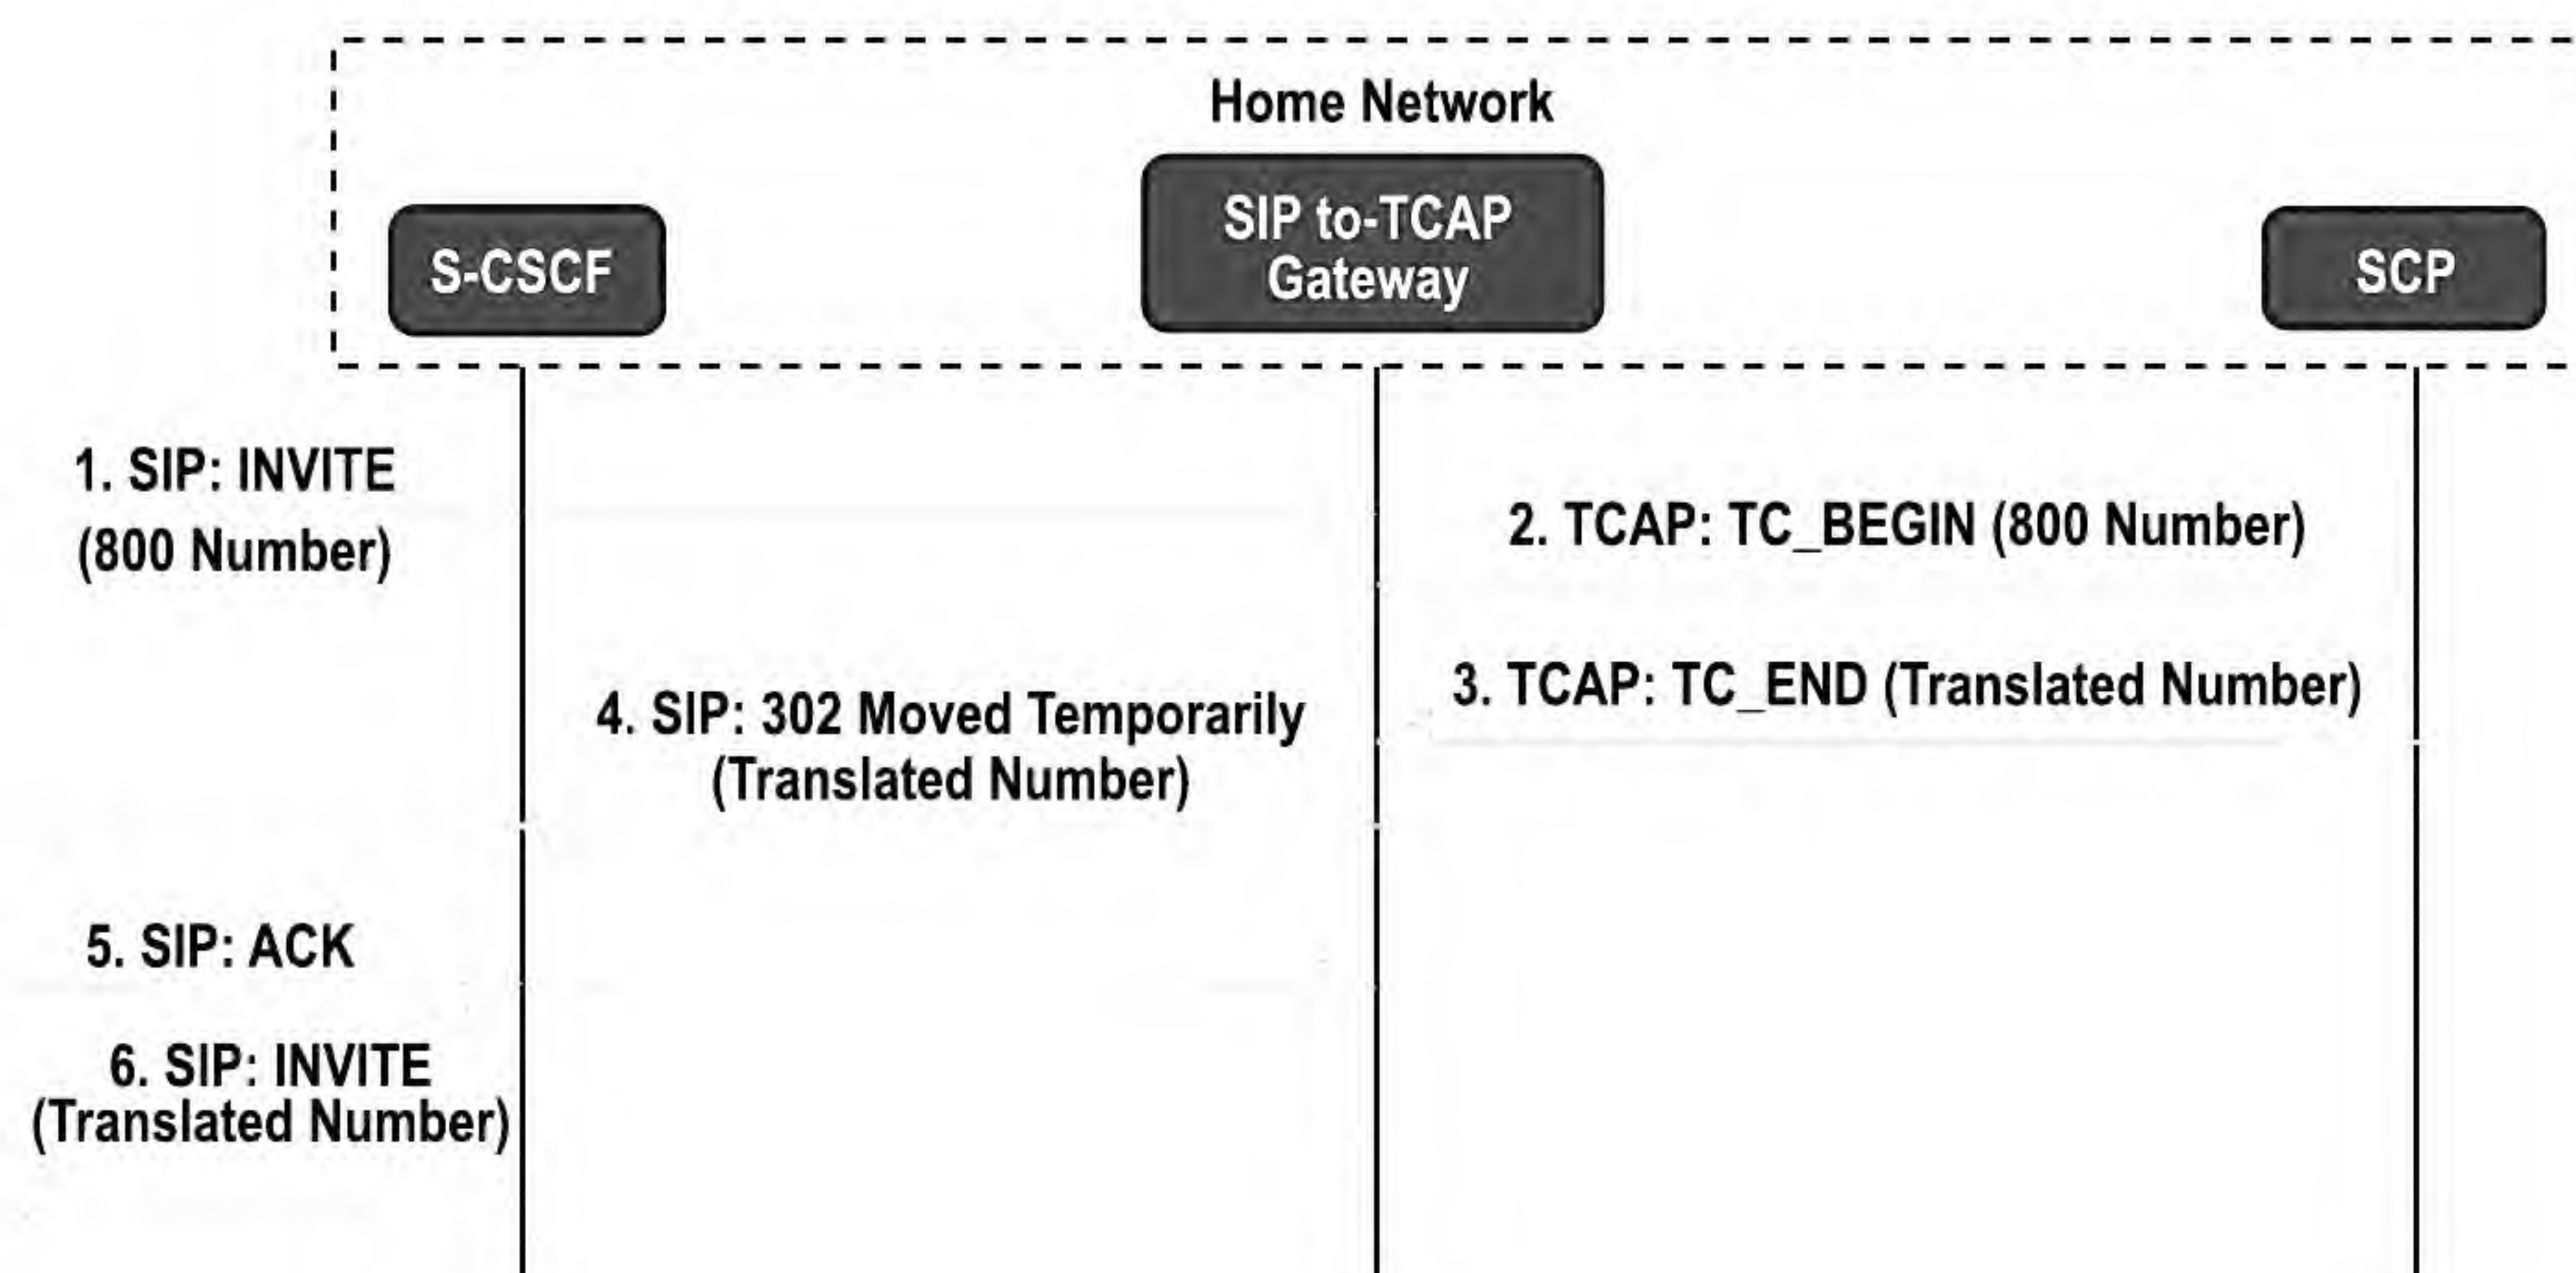 Home Network
S-CSCF
SIP to-TCAP
Gateway
SCP
1. SIP: INVITE
(800 Number)
2. TCAP: TC_BEGIN (800 Number)
3. TCAP: TC_END (Translated Number)
4. SIP: 302 Moved Temporarily
(Translated Number)
5. SIP: ACK
6. SIP: INVITE
(Translated Number)